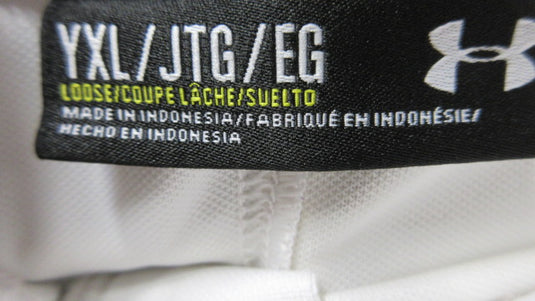 YXL/JTG/EG
LOOSE/COUPE LÂCHE/SUELTO
MADE IN INDONESIA/FABRIQUÉ EN INDONÉSIE/
HECHO EN INDONESIA